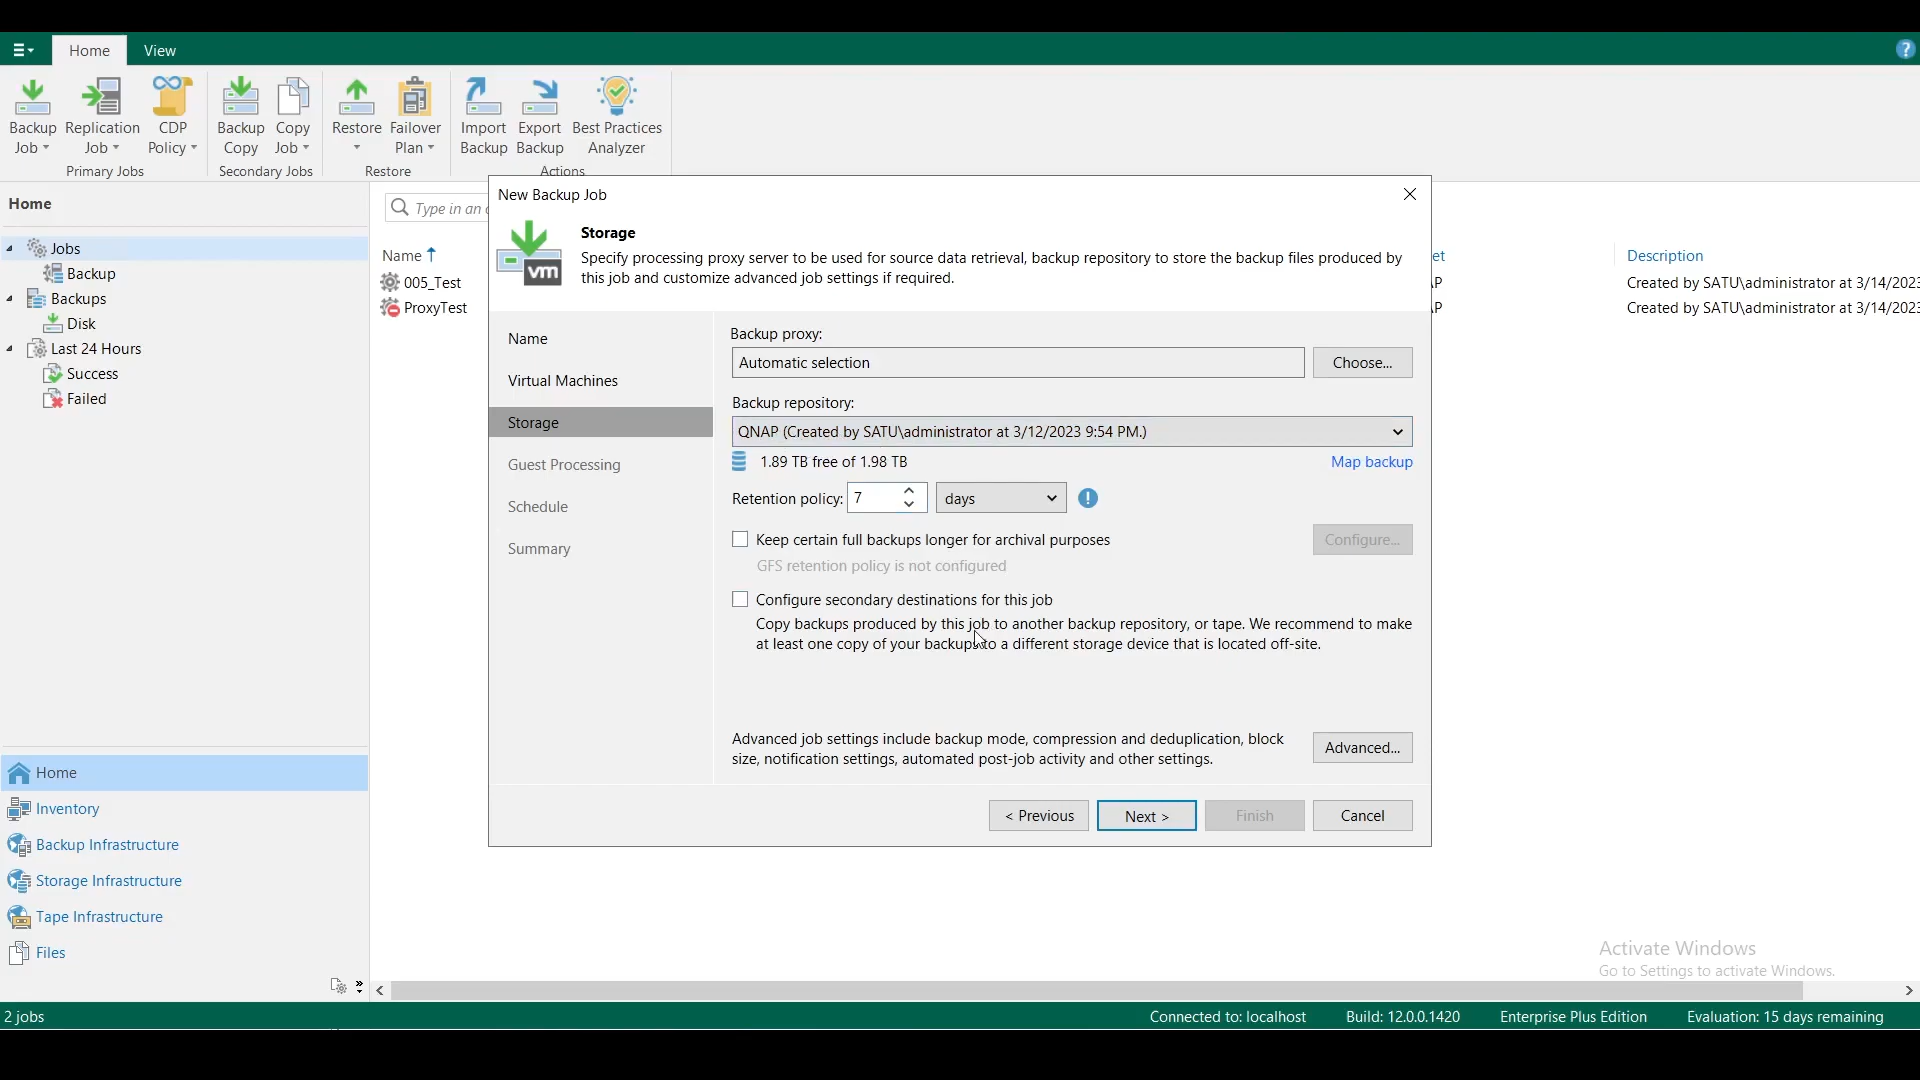 Home
View
Backup
Job
Replication
Job
CDP
Policy
Backup
Copy
Copy
Job
Restore
Failover
Plan
Import
Backup
Export
Backup
Best Practices
Analyzer
Primary Jobs
Secondary Jobs
Restore
Actions
Home
Jobs
Backup
Backups
Disk
Last 24 Hours
Success
Failed
Home
Inventory
Backup Infrastructure
Storage Infrastructure
Tape Infrastructure
Files
Type in an
Name
005_Test
ProxyTest
New Backup Job
Storage
Specify processing proxy server to be used for source data retrieval, backup repository to store the backup files produced by
this job and customize advanced job settings if required.
Name
Virtual Machines
Storage
Guest Processing
Schedule
Summary
Backup proxy:
Automatic selection
Choose...
Backup repository:
QNAP (Created by SATU\administrator at 3/12/2023 9:54 PM.)
1.89 TB free of 1.98 TB
Map backup
Retention policy: 7 days
Keep certain full backups longer for archival purposes
Configure...
GFS retention policy is not configured
Configure secondary destinations for this job
Copy backups produced by this job to another backup repository, or tape. We recommend to make
at least one copy of your backups to a different storage device that is located off-site.
Advanced job settings include backup mode, compression and deduplication, block
size, notification settings, automated post-job activity and other settings.
Advanced...
< Previous
Next >
Finish
Cancel
et
Description
Created by SATU\administrator at 3/14/2023
Created by SATU\administrator at 3/14/2023
Activate Windows
Go to Settings to activate Windows.
2 jobs
Connected to: localhost
Build: 12.0.0.1420
Enterprise Plus Edition
Evaluation: 15 days remaining